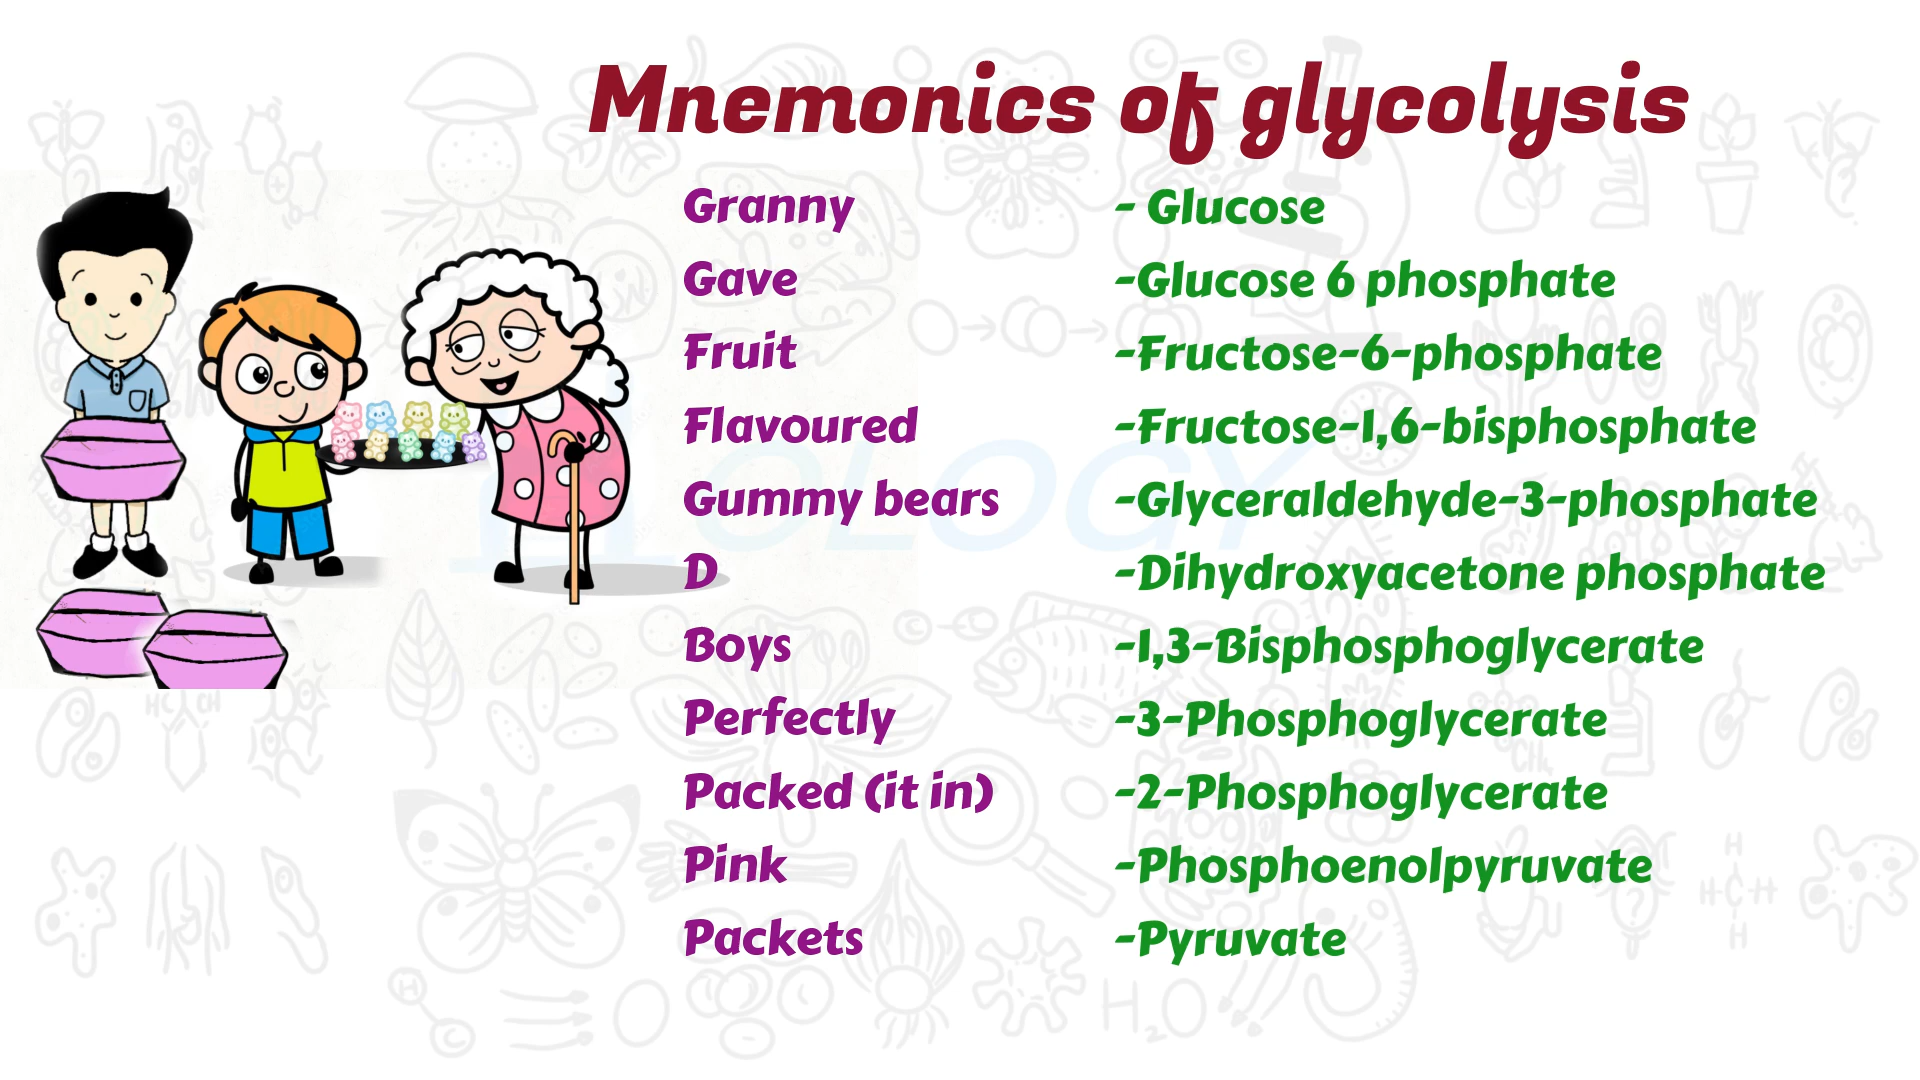 Mnemonics of glycolysis
Granny - Glucose
Gave -Glucose 6 phosphate
Fruit -Fructose-6-phosphate
Flavoured -Fructose-1,6-bisphosphate
Gummy bears -Glyceraldehyde-3-phosphate
D -Dihydroxyacetone phosphate
Boys -1,3-Bisphosphoglycerate
Perfectly -3-Phosphoglycerate
Packed (it in) -2-Phosphoglycerate
Pink -Phosphoenolpyruvate
Packets -Pyruvate
OLOGY
H₂O